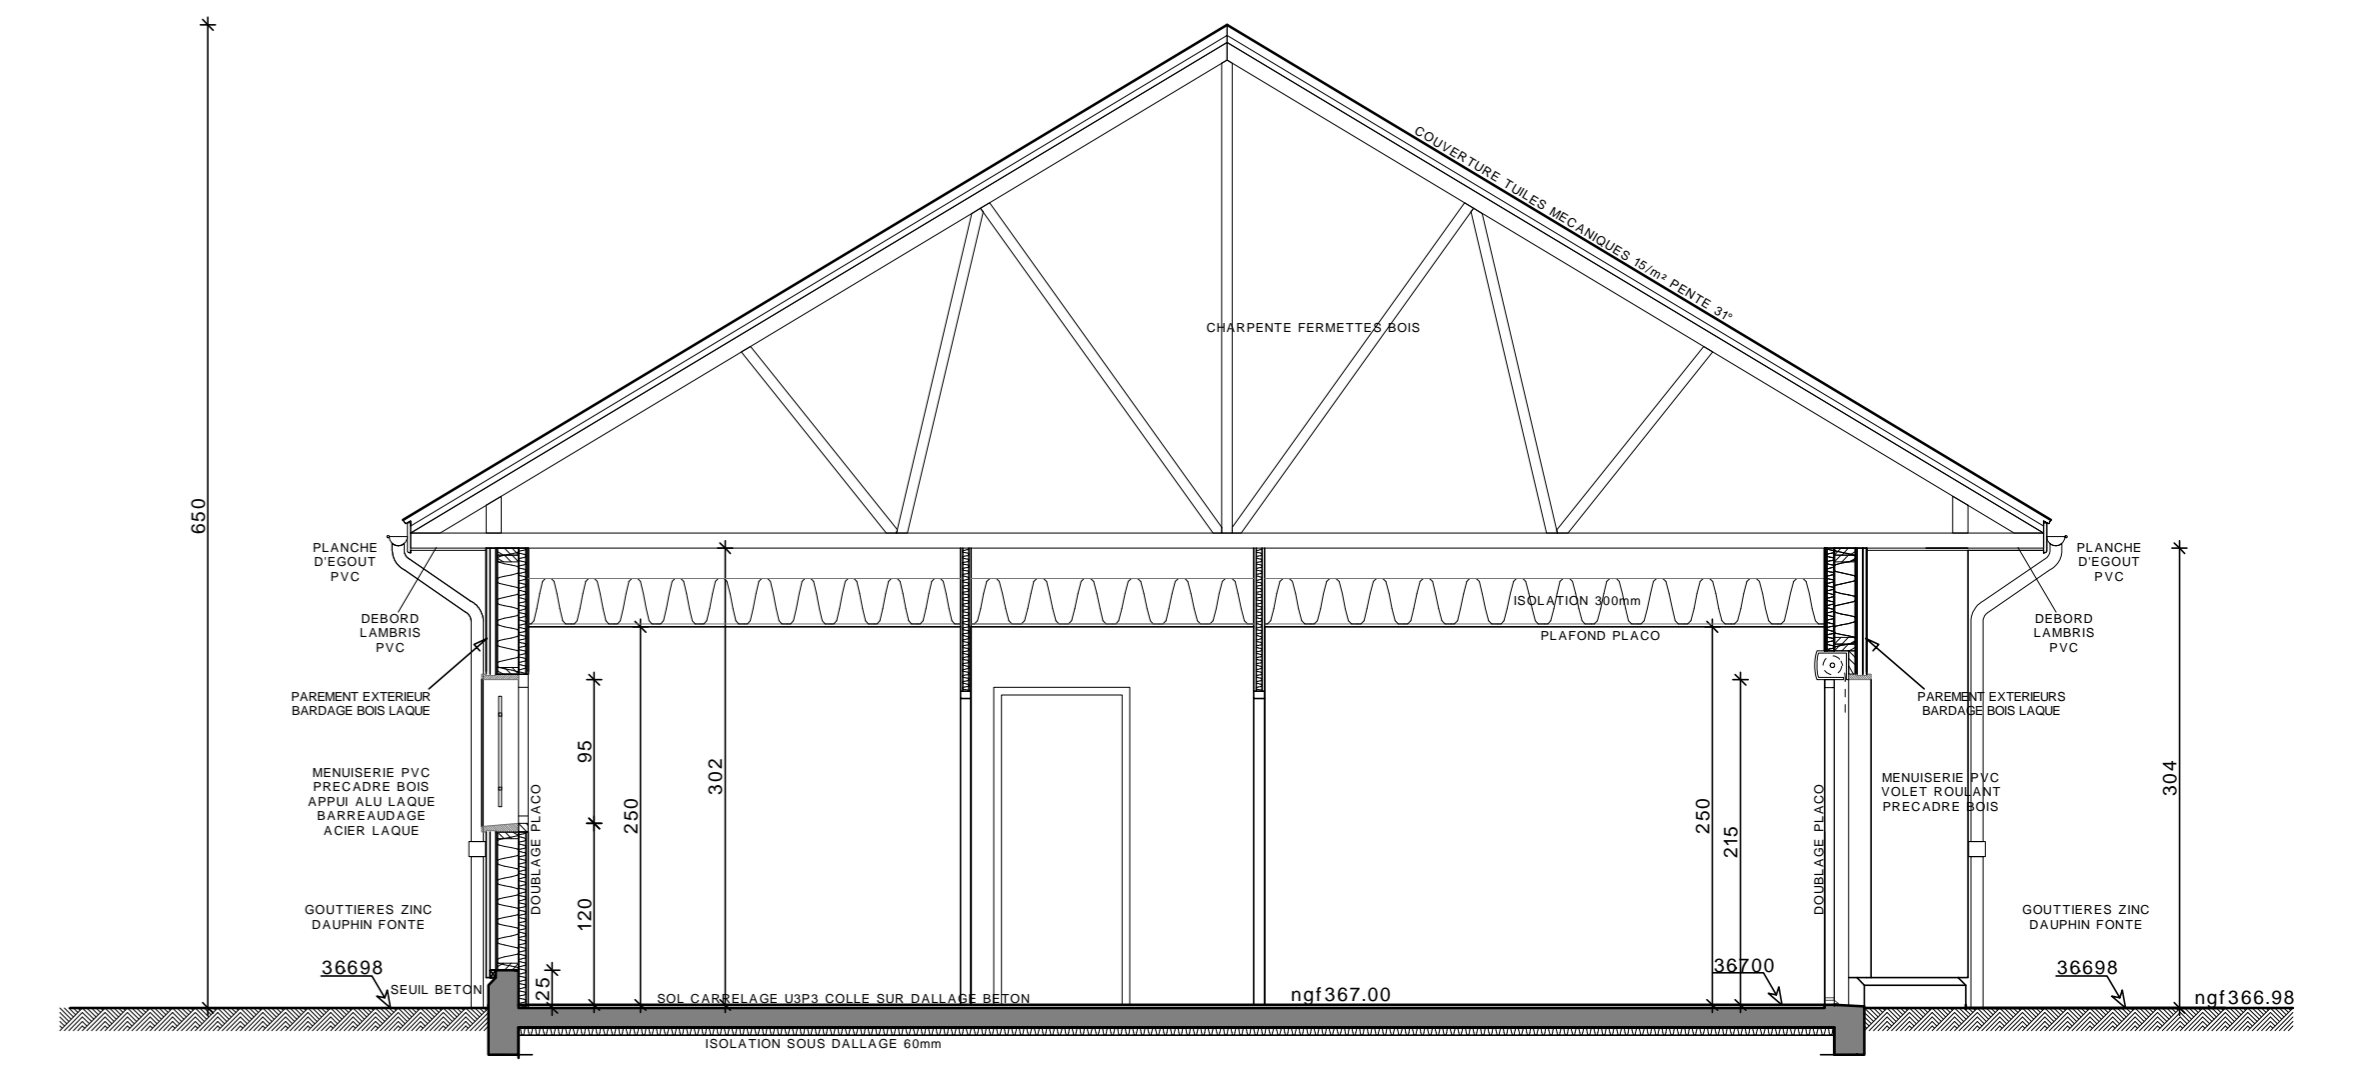 COUVERTURE TUILES MECANIQUES 15/m² PENTE 31°
CHARPENTE FERMETTES BOIS
650
PLANCHE
D'EGOUT
PVC
DEBORD
LAMBRIS
PVC
PAREMENT EXTERIEUR
BARDAGE BOIS LAQUE
MENUISERIE PVC
PRECADRE BOIS
APPUI ALU LAQUE
BARREAUDAGE
ACIER LAQUE
GOUTTIERES ZINC
DAUPHIN FONTE
36698
SEUIL BETON
25
DOUBLAGE PLACO
95
120
250
302
ISOLATION 300mm
PLAFOND PLACO
SOL CARRELAGE U3P3 COLLE SUR DALLAGE BETON
ngf367.00
ISOLATION SOUS DALLAGE 60mm
250
215
36700
DOUBLAGE PLACO
PLANCHE
D'EGOUT
PVC
DEBORD
LAMBRIS
PVC
PAREMENT EXTERIEURS
BARDAGE BOIS LAQUE
MENUISERIE PVC
VOLET ROULANT
PRECADRE BOIS
304
GOUTTIERES ZINC
DAUPHIN FONTE
36698
ngf366.98